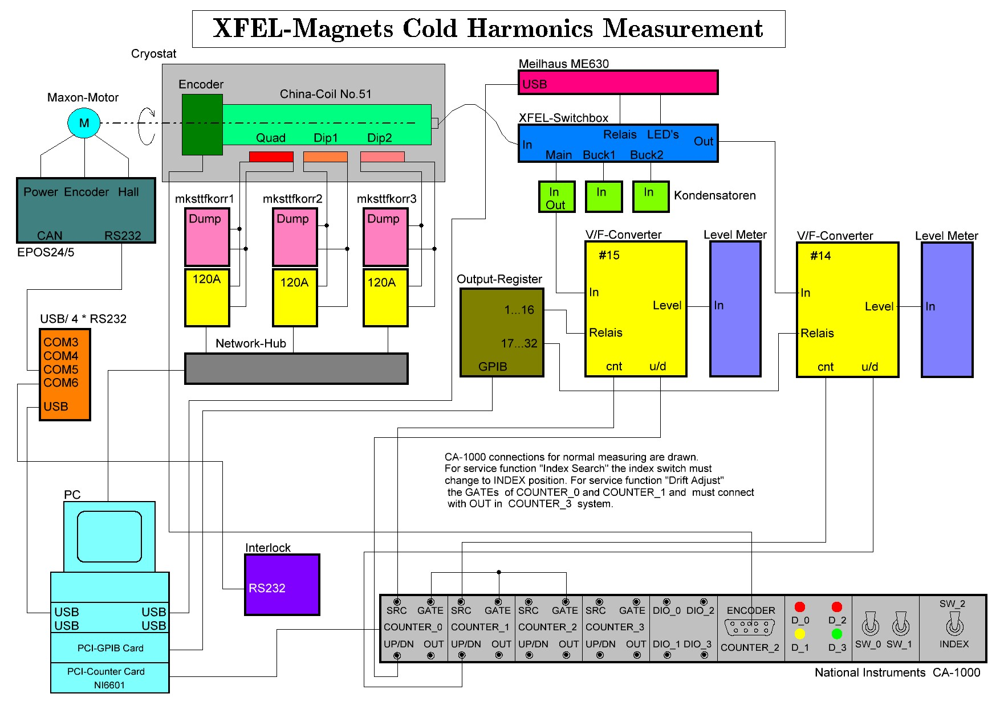 XFEL-Magnets Cold Harmonics Measurement
Cryostat
Encoder
China-Coil No.51
Maxon-Motor
M
Quad Dip1 Dip2
Meilhaus ME630
USB
XFEL-Switchbox
Relais LED's
In
Out
Main Buck1 Buck2
In
Out
In
In
Kondensatoren
Power Encoder Hall
CAN RS232
EPOS24/5
mksttfkorr1
Dump
120A
mksttfkorr2
Dump
120A
mksttfkorr3
Dump
120A
Network-Hub
V/F-Converter
#15
In
Level
Relais
cnt u/d
Level Meter
In
V/F-Converter
#14
In
Level
Relais
cnt u/d
Level Meter
In
Output-Register
1...16
17...32
GPIB
USB/ 4 * RS232
COM3
COM4
COM5
COM6
USB
CA-1000 connections for normal measuring are drawn.
For service function "Index Search" the index switch must
change to INDEX position. For service function "Drift Adjust"
the GATEs of COUNTER_0 and COUNTER_1 and must connect
with OUT in COUNTER_3 system.
PC
USB USB
USB USB
PCI-GPIB Card
PCI-Counter Card
NI6601
Interlock
RS232
SRC GATE
COUNTER_0
UP/DN OUT
SRC GATE
COUNTER_1
UP/DN OUT
SRC GATE
COUNTER_2
UP/DN OUT
SRC GATE
COUNTER_3
UP/DN OUT
DIO_0 DIO_2
DIO_1 DIO_3
ENCODER
COUNTER_2
D_0 D_2
D_1 D_3
SW_0 SW_1
SW_2
INDEX
National Instruments CA-1000